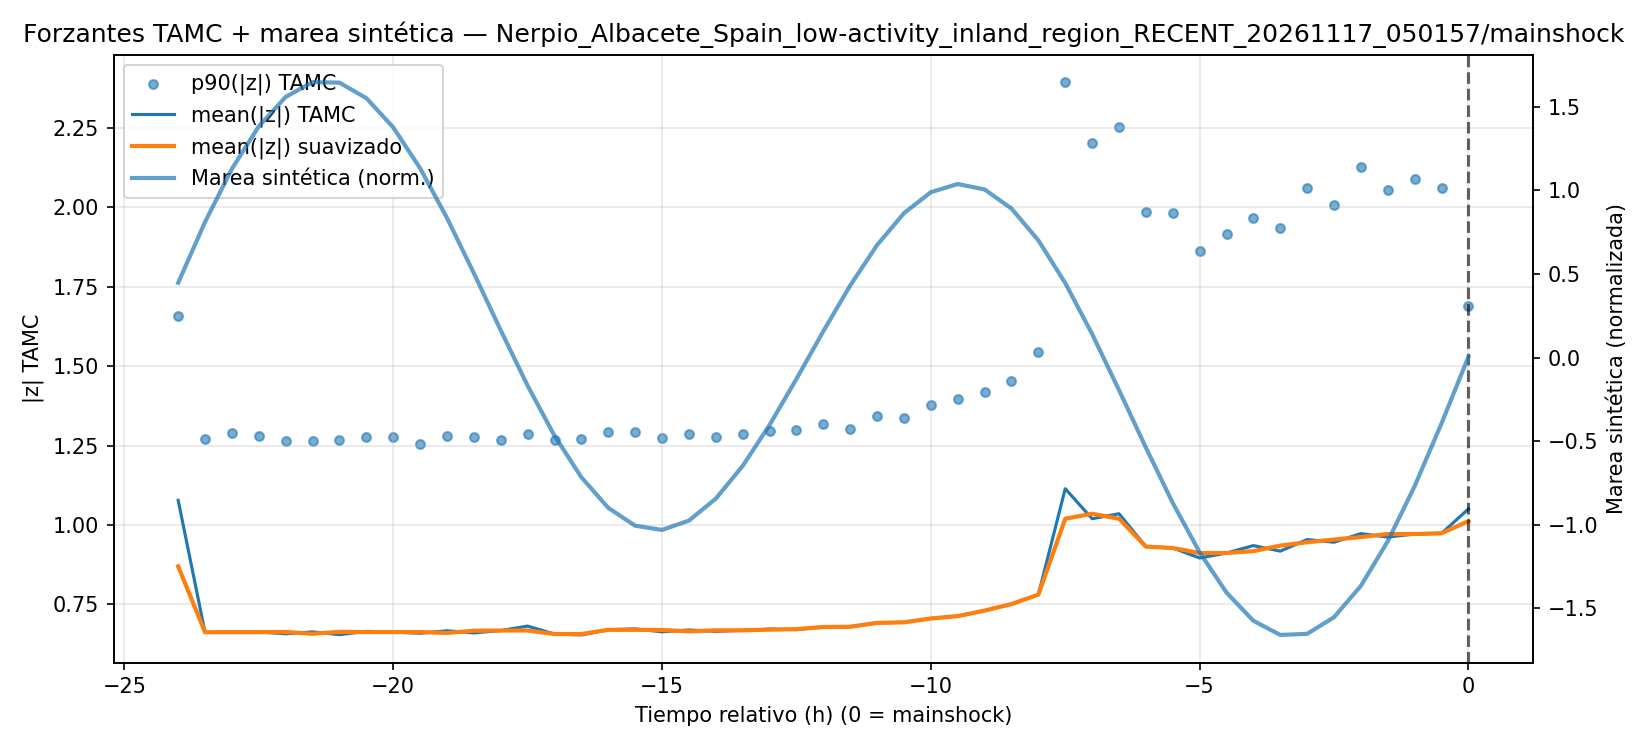 Forzantes TAMC + marea sintética — Nerpio_Albacete_Spain_low-activity_inland_region_RECENT_20261117_050157/mainshock
p90(|z|) TAMC
mean(|z|) TAMC
mean(|z|) suavizado
Marea sintética (norm.)
|z| TAMC
2.25
2.00
1.75
1.50
1.25
1.00
0.75
1.5
1.0
0.5
0.0
−0.5
−1.0
−1.5
Marea sintética (normalizada)
−25
−20
−15
−10
−5
0
Tiempo relativo (h) (0 = mainshock)